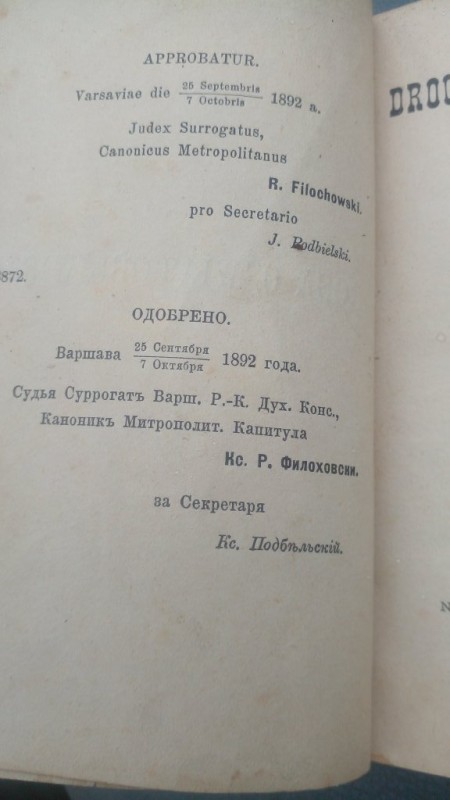 APPROBATUR.
Varsaviae die 25 Septembris / 7 Octobris 1892 a.
Judex Surrogatus,
Canonicus Metropolitanus
R. Filochowski.
pro Secretario
J. Podbielski.
872.
ОДОБРЕНО.
Варшава 25 Сентября / 7 Октября 1892 года.
Судья Суррогатъ Варш. Р.-К. Дух. Конс.,
Каноникъ Митрополит. Капитула
Кс. Р. Филоховски.
за Секретаря
Кс. Подбѣльскій.
DROG
N